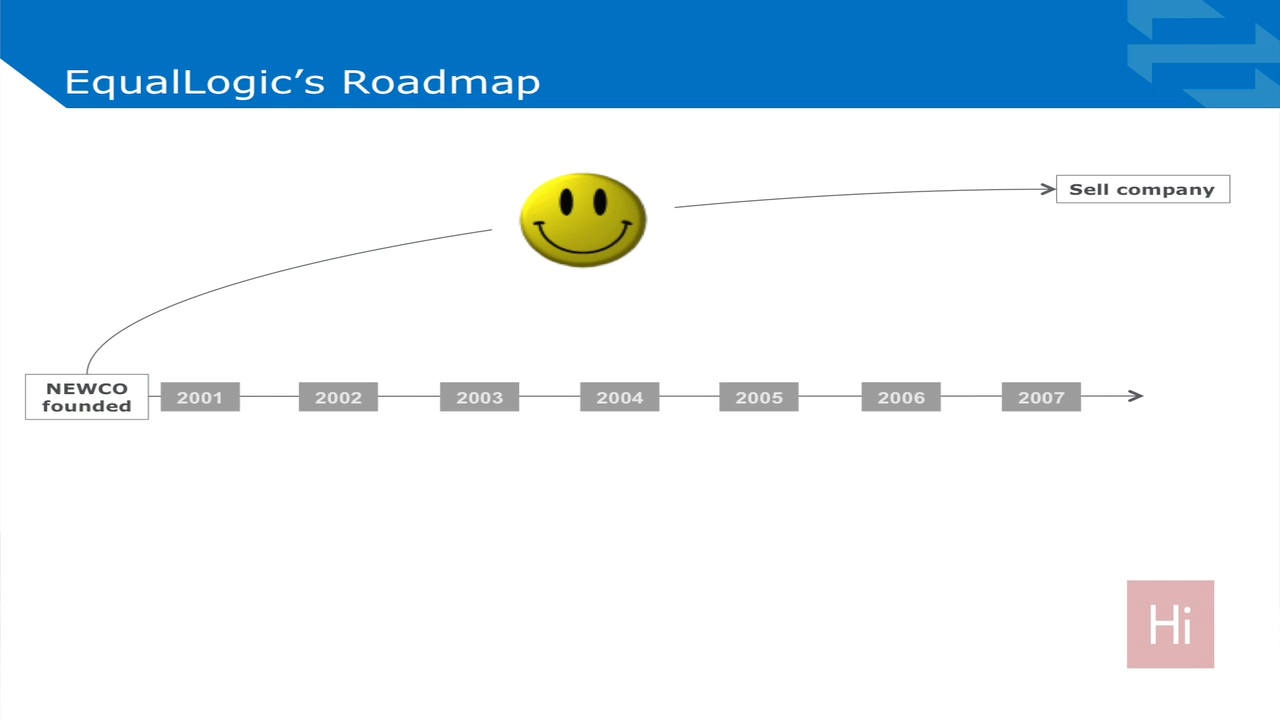 EqualLogic’s Roadmap
Sell company
NEWCO
founded
2001
2002
2003
2004
2005
2006
2007
Hi